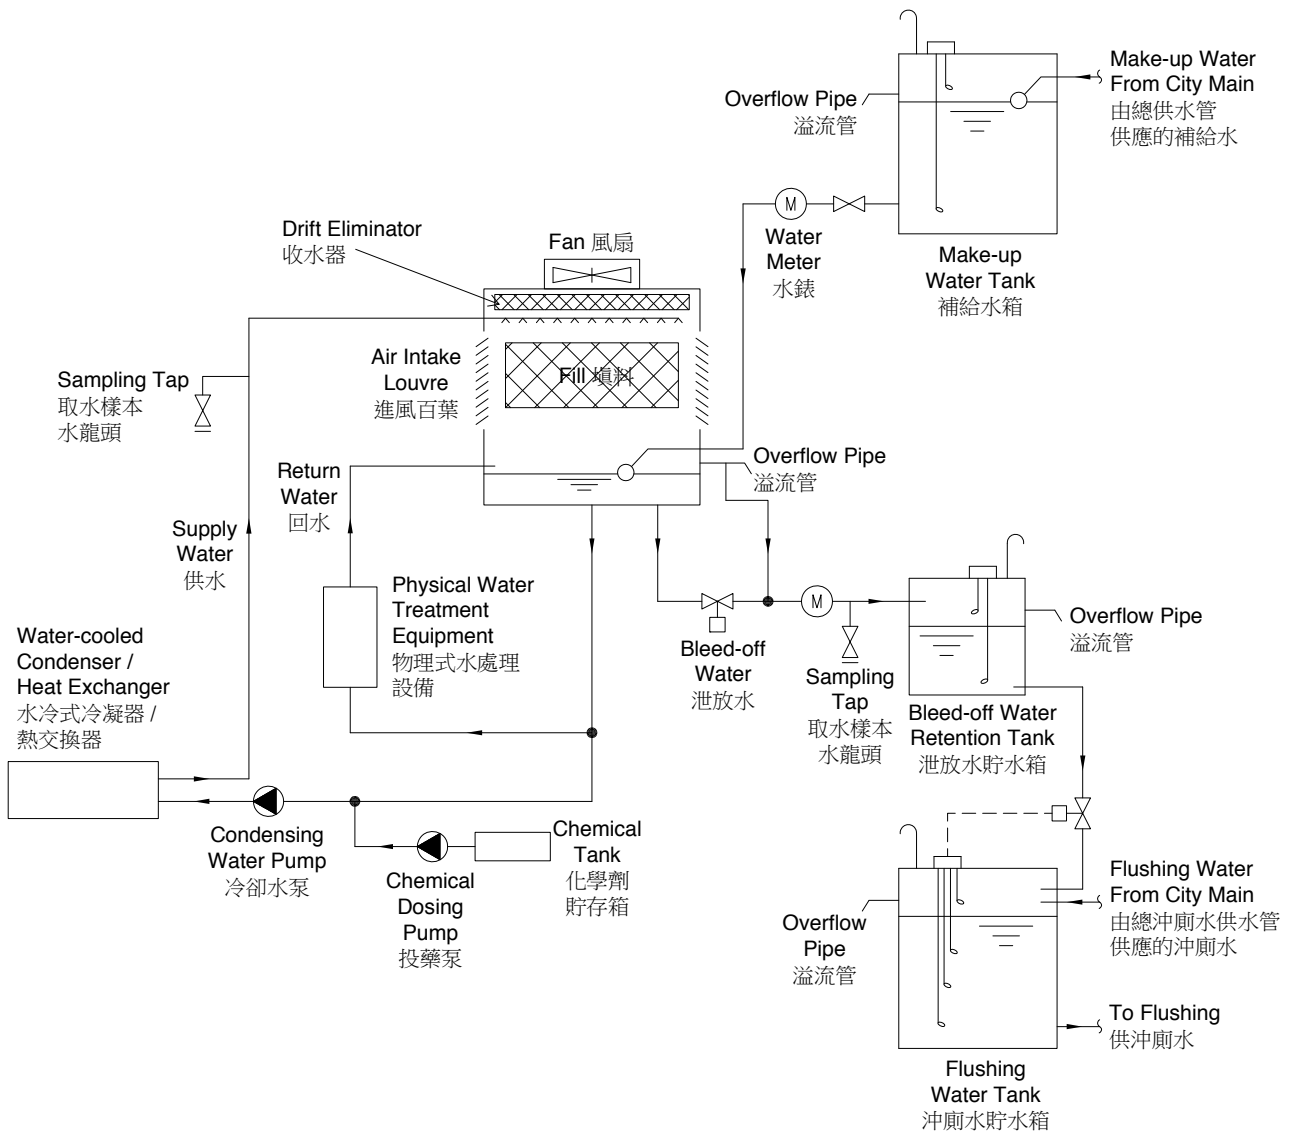 Make-up Water
From City Main
由總供水管
供應的補給水
Overflow Pipe
溢流管
M
Water
Meter
水錶
Make-up
Water Tank
補給水箱
Drift Eliminator
收水器
Fan 風扇
Air Intake
Louvre
進風百葉
Fill 填料
Sampling Tap
取水樣本
水龍頭
Return
Water
回水
Overflow Pipe
溢流管
Supply
Water
供水
Physical Water
Treatment
Equipment
物理式水處理
設備
Water-cooled
Condenser /
Heat Exchanger
水冷式冷凝器 /
熱交換器
Bleed-off
Water
泄放水
M
Sampling
Tap
取水樣本
水龍頭
Overflow Pipe
溢流管
Bleed-off Water
Retention Tank
泄放水貯水箱
Condensing
Water Pump
冷卻水泵
Chemical
Dosing
Pump
投藥泵
Chemical
Tank
化學劑
貯存箱
Overflow
Pipe
溢流管
Flushing Water
From City Main
由總沖廁水供水管
供應的沖廁水
To Flushing
供沖廁水
Flushing
Water Tank
沖廁水貯水箱